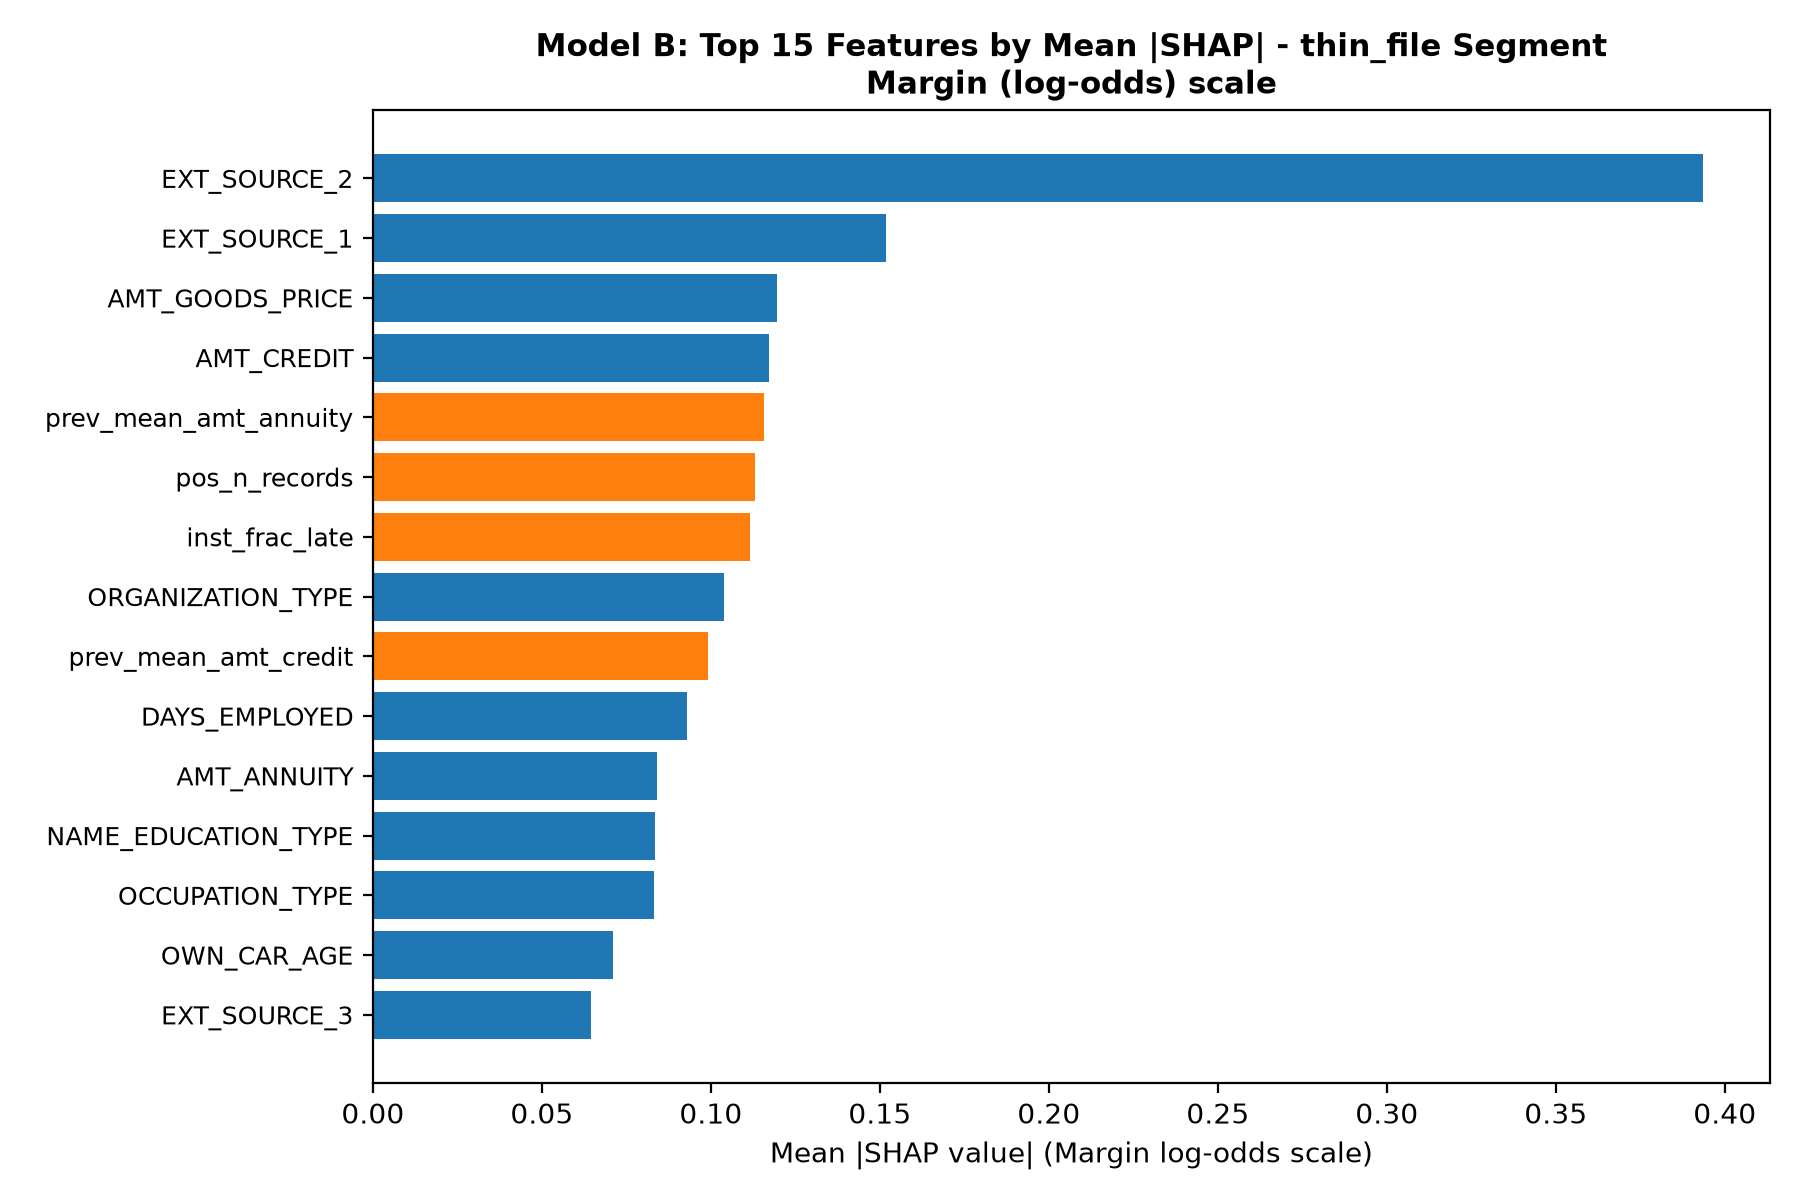 Model B: Top 15 Features by Mean |SHAP| - thin_file Segment
Margin (log-odds) scale
EXT_SOURCE_2
EXT_SOURCE_1
AMT_GOODS_PRICE
AMT_CREDIT
prev_mean_amt_annuity
pos_n_records
inst_frac_late
ORGANIZATION_TYPE
prev_mean_amt_credit
DAYS_EMPLOYED
AMT_ANNUITY
NAME_EDUCATION_TYPE
OCCUPATION_TYPE
OWN_CAR_AGE
EXT_SOURCE_3
0.00 0.05 0.10 0.15 0.20 0.25 0.30 0.35 0.40
Mean |SHAP value| (Margin log-odds scale)